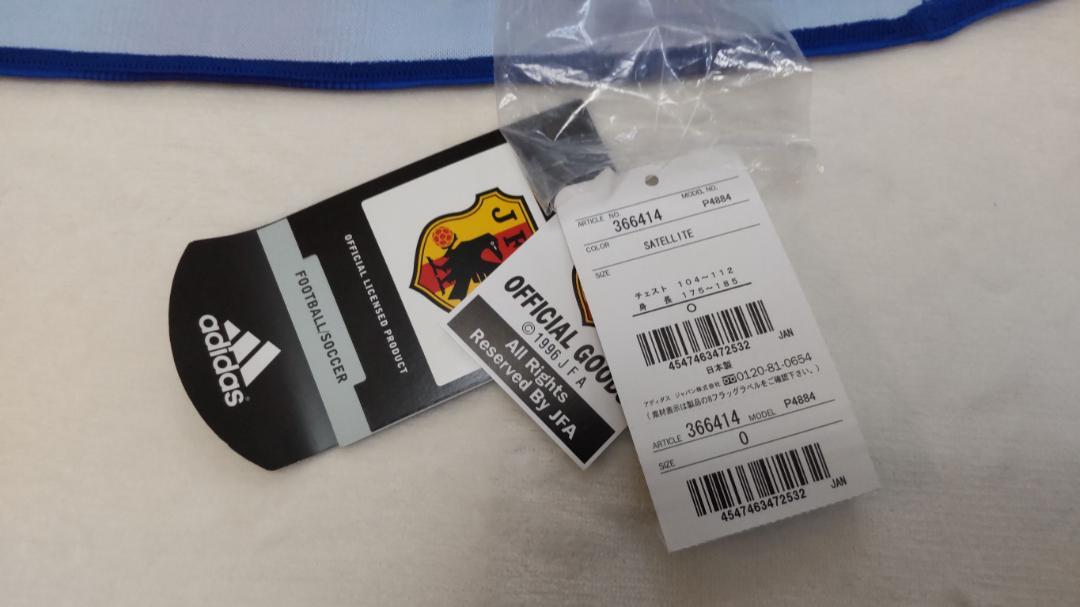 adidas®
FOOTBALL/SOCCER
OFFICIAL LICENSED PRODUCT
JF
A
OFFICIAL GOODS
© 1996 J F A
All Rights
Reserved By JFA
ARTICLE NO. MODEL NO.
366414 P4884
COLOR SATELLITE
SIZE
チェスト 104〜112
身 長 175〜185
O
JAN
4547463472532
日本製
アディダス ジャパン株式会社 0120-81-0654
(素材表示は製品のBフラッグラベルをご確認下さい。)
ARTICLE 366414 MODEL P4884
SIZE O
JAN
4547463472532